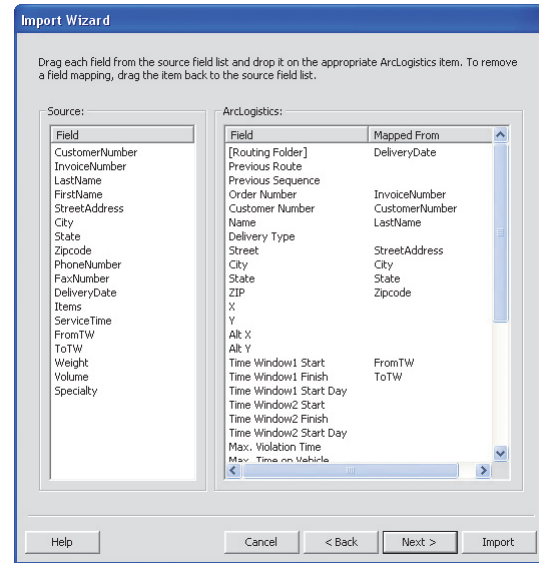 Import Wizard
Drag each field from the source field list and drop it on the appropriate ArcLogistics item. To remove
a field mapping, drag the item back to the source field list.
Source:
Field
CustomerNumber
InvoiceNumber
LastName
FirstName
StreetAddress
City
State
Zipcode
PhoneNumber
FaxNumber
DeliveryDate
Items
ServiceTime
FromTW
ToTW
Weight
Volume
Specialty
ArcLogistics:
Field Mapped From
[Routing Folder] DeliveryDate
Previous Route
Previous Sequence
Order Number InvoiceNumber
Customer Number CustomerNumber
Name LastName
Delivery Type
Street StreetAddress
City City
State State
ZIP Zipcode
X
Y
Alt X
Alt Y
Time Window1 Start FromTW
Time Window1 Finish ToTW
Time Window1 Start Day
Time Window2 Start
Time Window2 Finish
Time Window2 Start Day
Max. Violation Time
Max. Time on Vehicle
Help Cancel < Back Next > Import